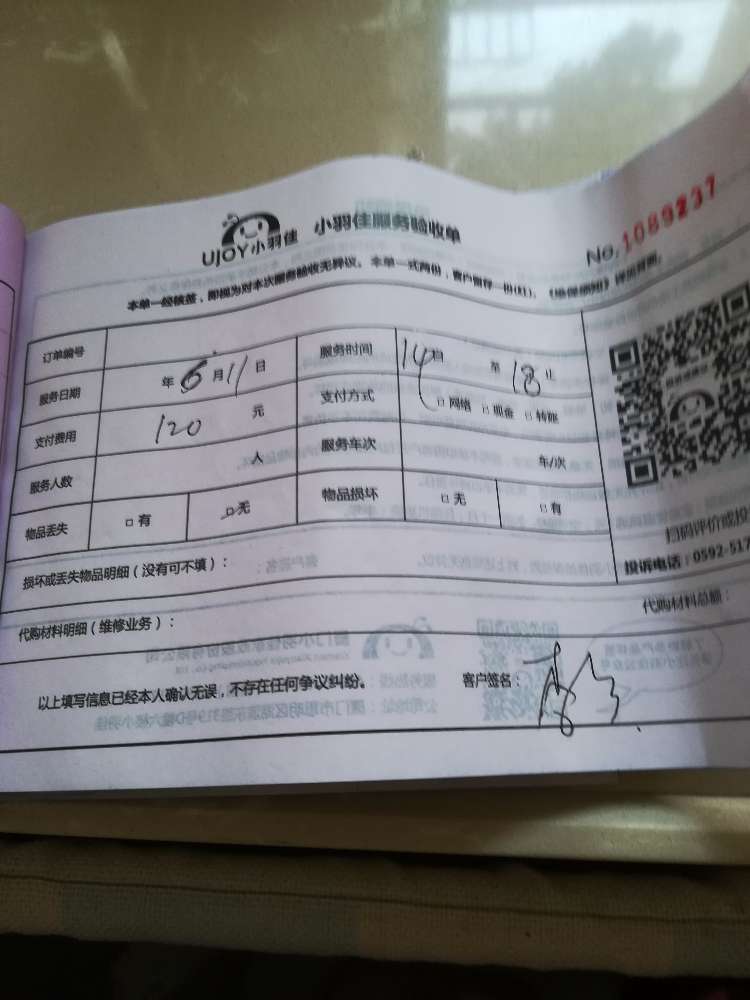 UJOY小羽佳 小羽佳服务验收单
No. 1089237
本单一经核签，即视为对本次服务验收无异议。本单一式两份，客户留存一份(红)，
订单编号 服务时间 14时 至 18止
服务日期 年 6 月 11 日 支付方式 □ 网络 □ 现金 □ 转账
支付费用 120 元 服务车次 车/次
服务人数 人 物品损坏 □ 无 □ 有
物品丢失 □ 有 □ 无
扫码评价或投
投诉电话：0592-517
损坏或丢失物品明细（没有可不填）：
代购材料明细（维修业务）： 代购材料总额：
以上填写信息已经本人确认无误，不存在任何争议纠纷。 客户签名：